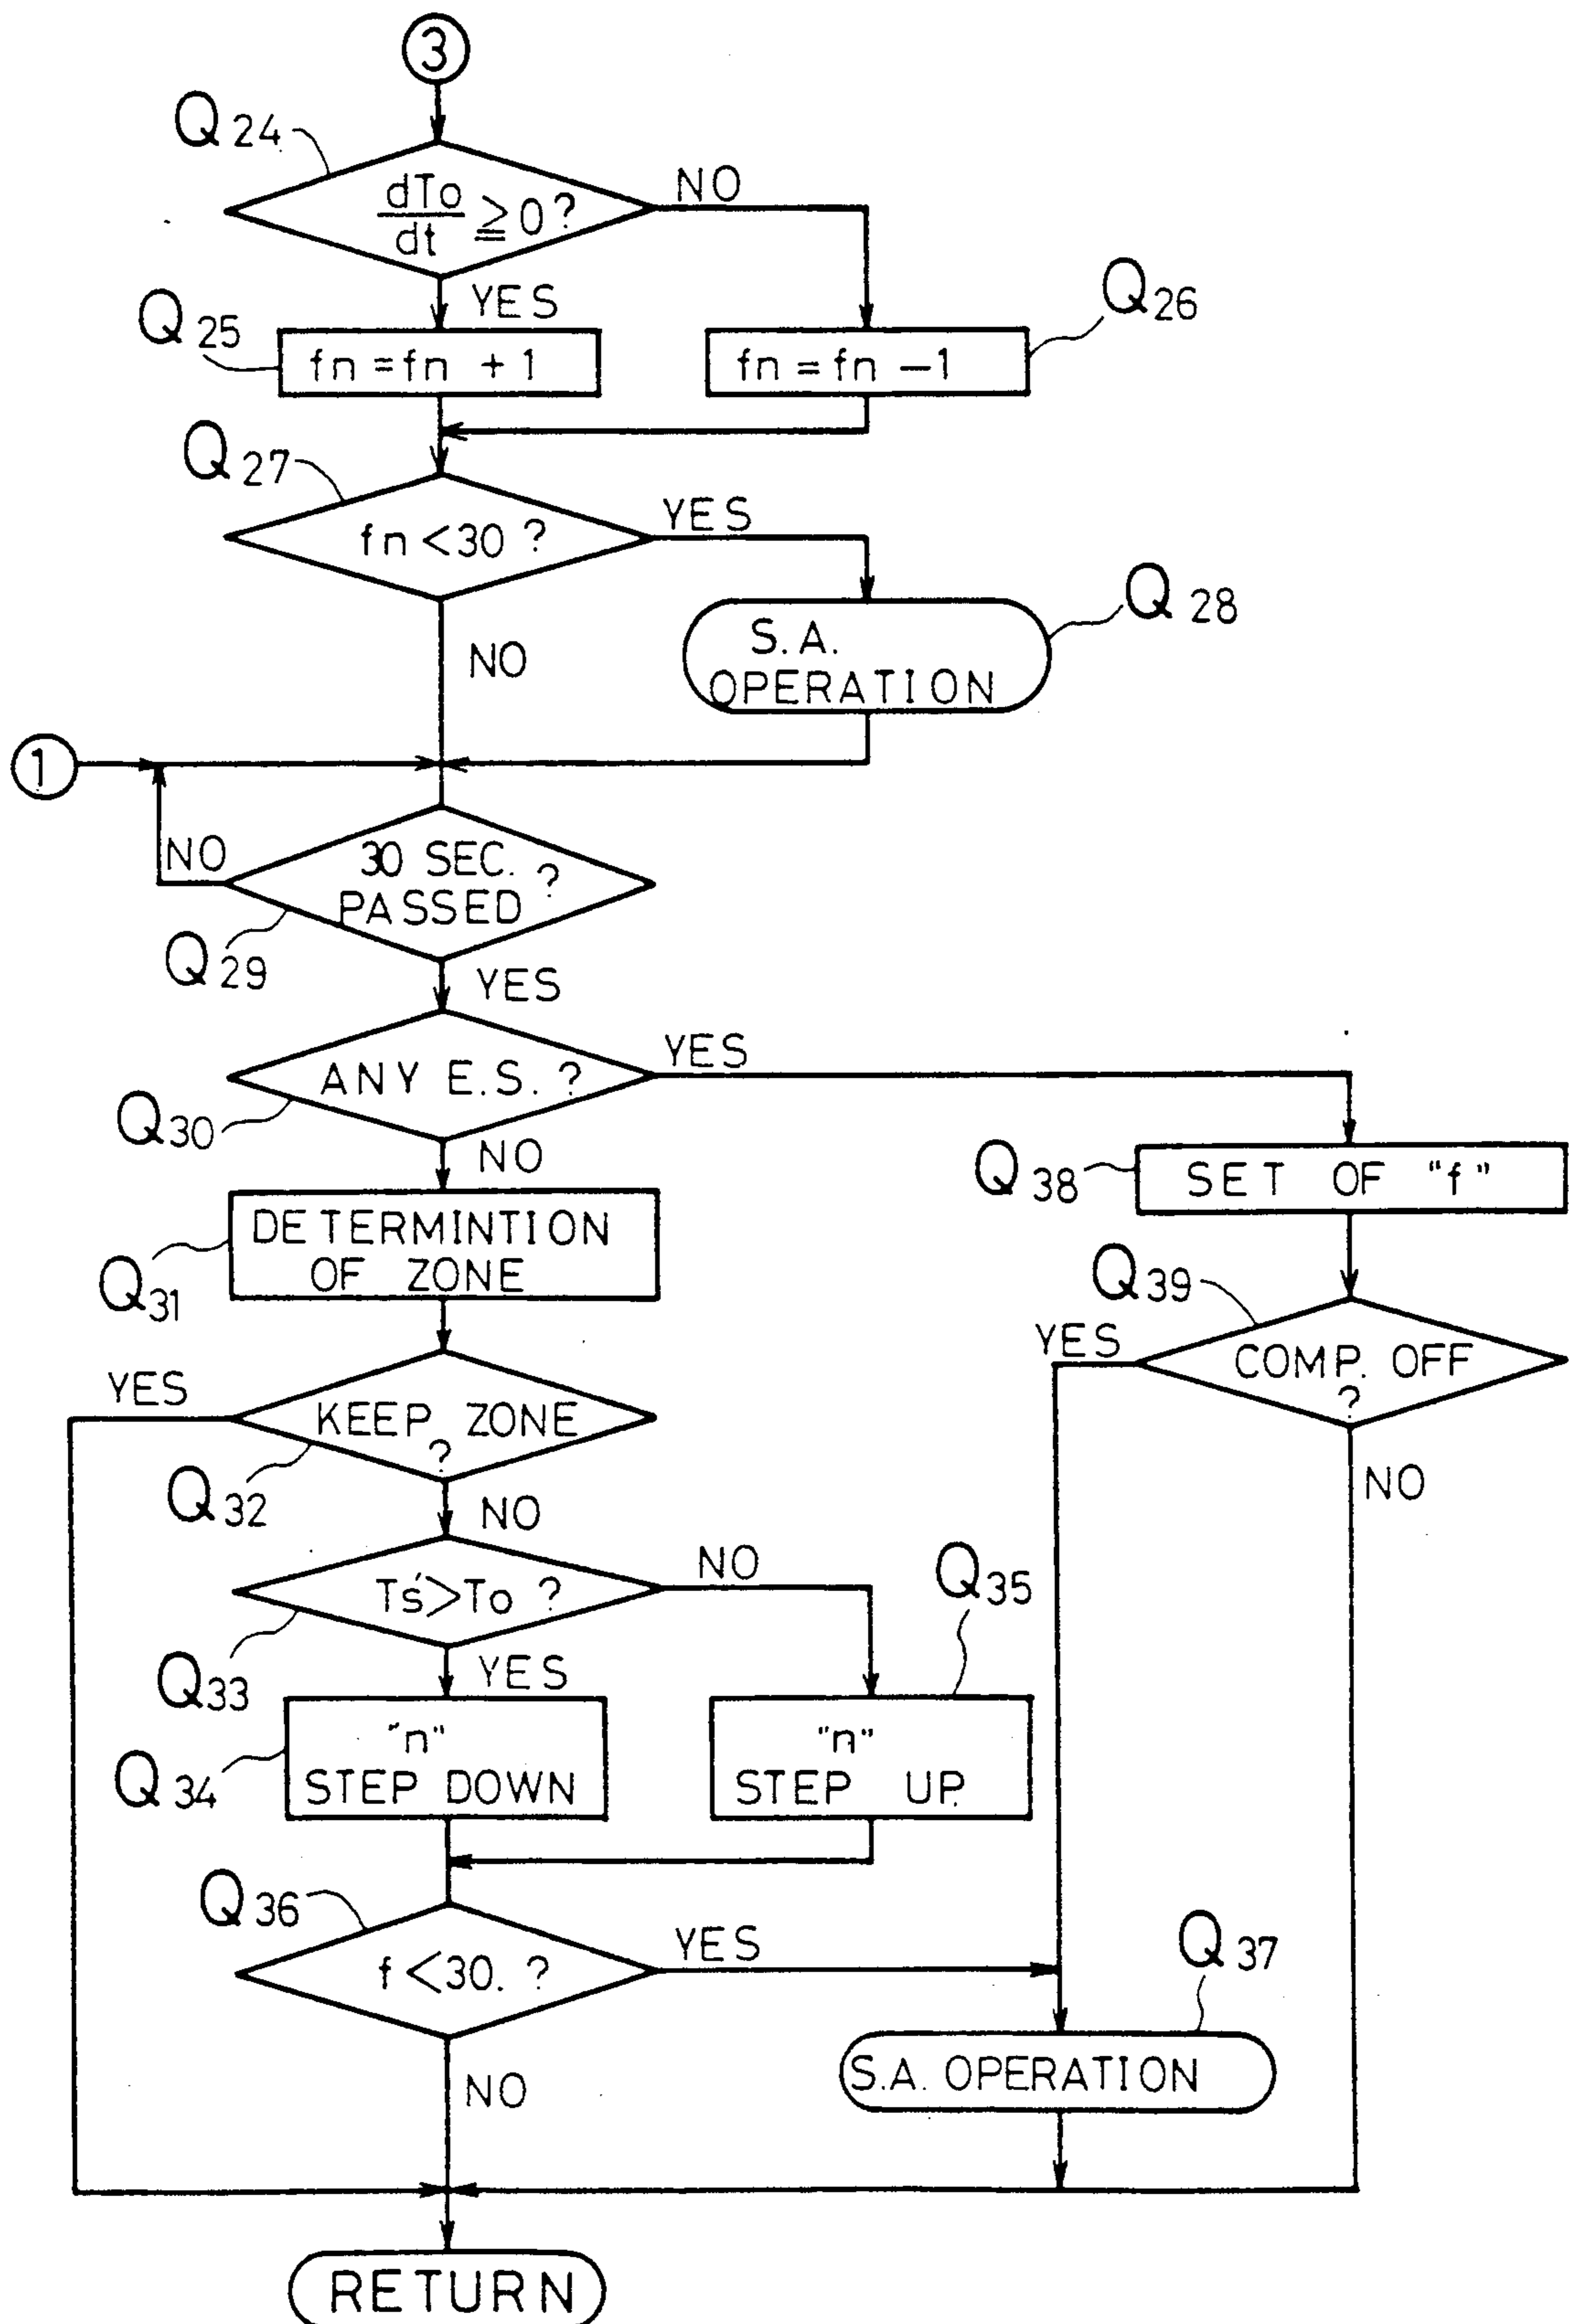 3
Q24
dTo
dt
≧0?
NO
YES
Q25
fn=fn + 1
Q26
fn=fn −1
Q27
fn<30 ?
YES
NO
S.A.
OPERATION
Q28
1
NO
30 SEC.
PASSED ?
Q29
YES
ANY E.S. ?
YES
Q30
NO
Q38
SET OF "f"
DETERMINTION
OF ZONE
Q31
Q39
YES
COMP. OFF
?
NO
YES
KEEP ZONE
?
Q32
NO
Ts'>To ?
NO
Q33
YES
Q35
"n"
STEP DOWN
Q34
"n"
STEP UP.
Q36
f<30. ?
YES
NO
Q37
S.A. OPERATION
RETURN